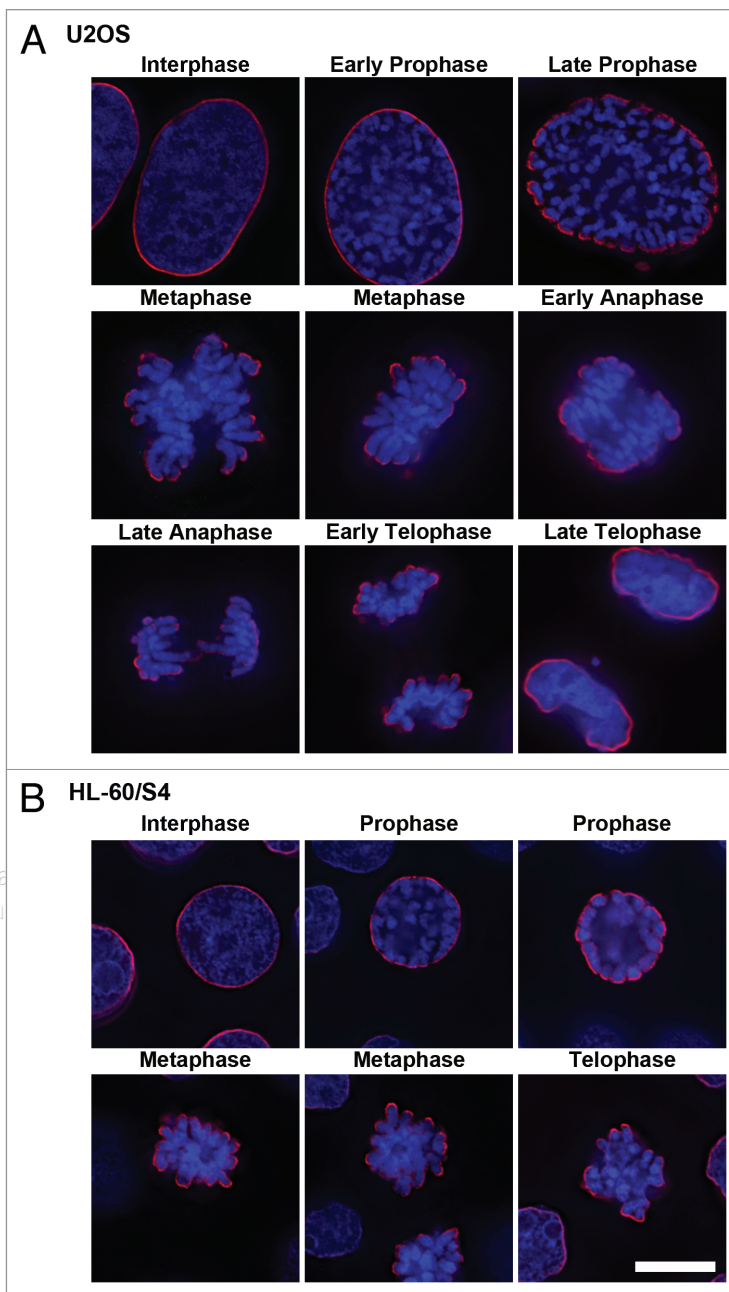 A U2OS
Interphase Early Prophase Late Prophase
Metaphase Metaphase Early Anaphase
Late Anaphase Early Telophase Late Telophase
B HL-60/S4
Interphase Prophase Prophase
Metaphase Metaphase Telophase